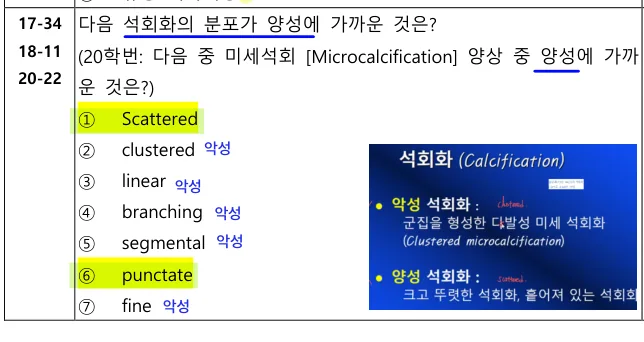 17-34
18-11
20-22
다음 석회화의 분포가 양성에 가까운 것은?
(20학번: 다음 중 미세석회 [Microcalcification] 양상 중 양성에 가까
운 것은?)
① Scattered
② clustered 악성
③ linear 악성
④ branching 악성
⑤ segmental 악성
⑥ punctate
⑦ fine 악성
석회화 (Calcification)
• 악성 석회화 : clustered
군집을 형성한 다발성 미세 석회화
(Clustered microcalcification)
• 양성 석회화 : scattered
크고 뚜렷한 석회화, 흩어져 있는 석회화